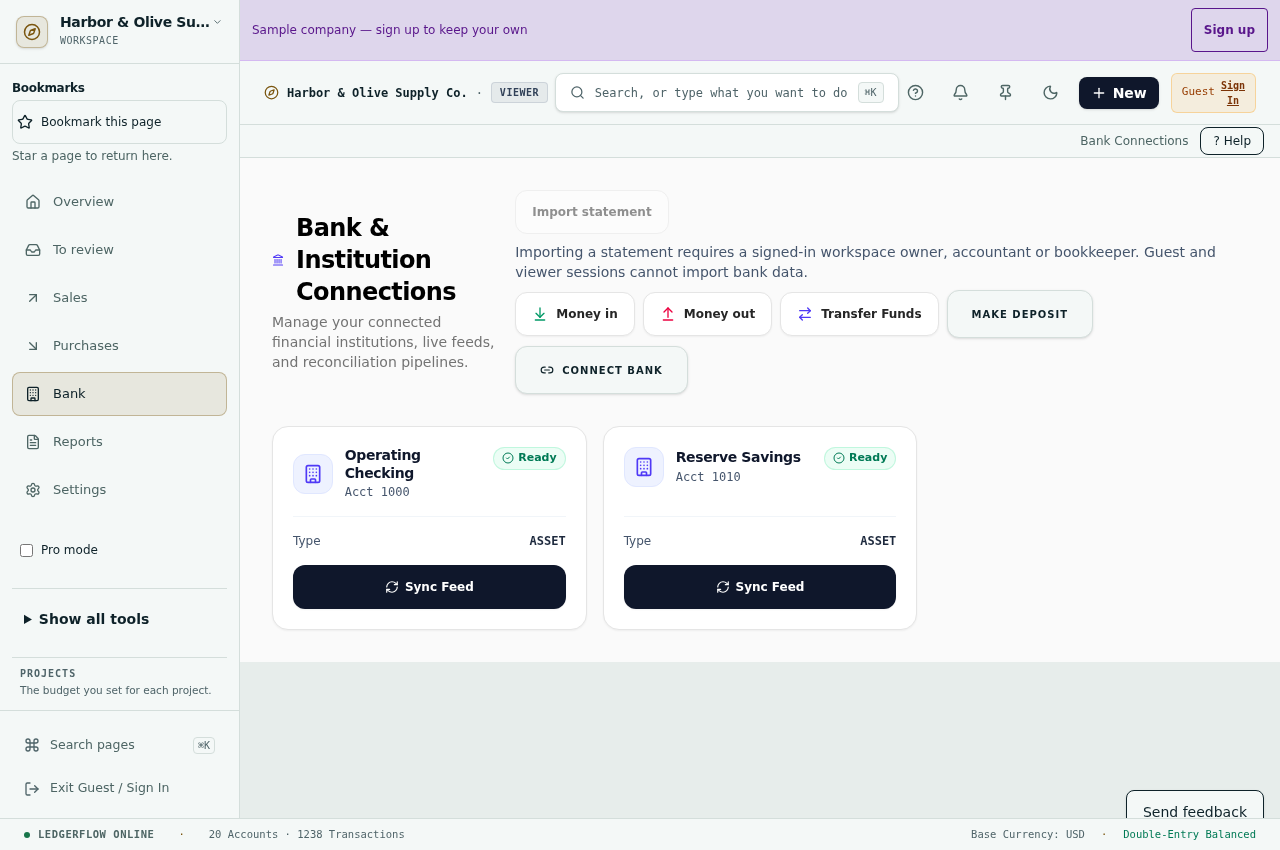 Harbor & Olive Su...
WORKSPACE
Bookmarks
Bookmark this page
Star a page to return here.
Overview
To review
Sales
Purchases
Bank
Reports
Settings
Pro mode
Show all tools
PROJECTS
The budget you set for each project.
Search pages ⌘K
Exit Guest / Sign In
Sample company — sign up to keep your own
Sign up
Harbor & Olive Supply Co. · VIEWER
Search, or type what you want to do ⌘K
+ New
Guest Sign
In
Bank Connections
? Help
Bank &
Institution
Connections
Manage your connected
financial institutions, live feeds,
and reconciliation pipelines.
Import statement
Importing a statement requires a signed-in workspace owner, accountant or bookkeeper. Guest and
viewer sessions cannot import bank data.
Money in
Money out
Transfer Funds
MAKE DEPOSIT
CONNECT BANK
Operating
Checking
Acct 1000
Ready
Type ASSET
Sync Feed
Reserve Savings
Acct 1010
Ready
Type ASSET
Sync Feed
Send feedback
LEDGERFLOW ONLINE · 20 Accounts · 1238 Transactions
Base Currency: USD · Double-Entry Balanced